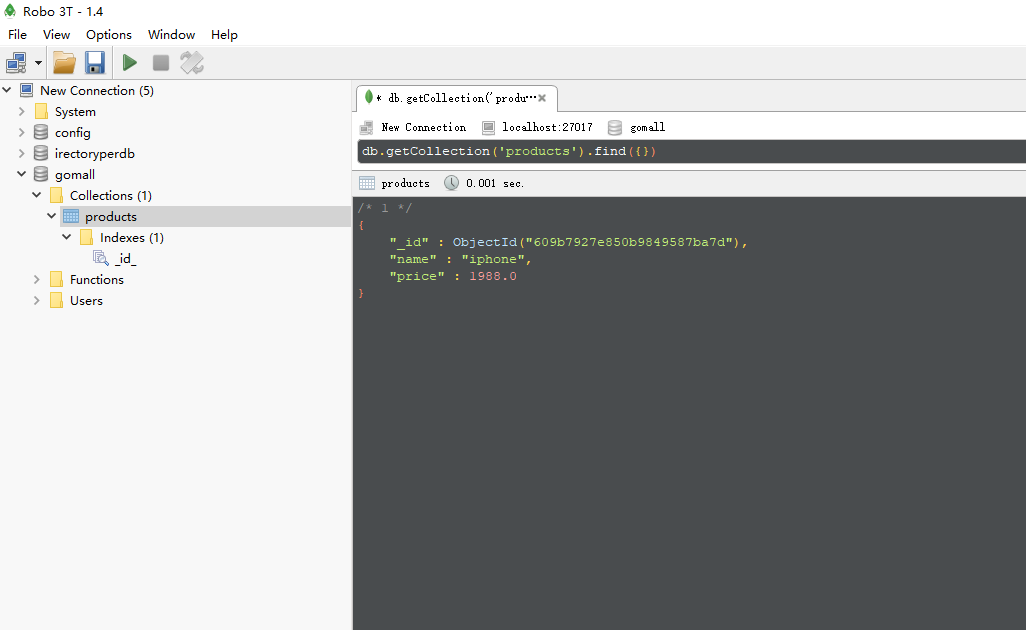 Robo 3T - 1.4
File View Options Window Help
New Connection (5)
System
config
irectoryperdb
gomall
Collections (1)
products
Indexes (1)
_id_
Functions
Users
* db.getCollection('produ…
New Connection localhost:27017 gomall
db.getCollection('products').find({})
products 0.001 sec.
/* 1 */
{
"_id" : ObjectId("609b7927e850b9849587ba7d"),
"name" : "iphone",
"price" : 1988.0
}